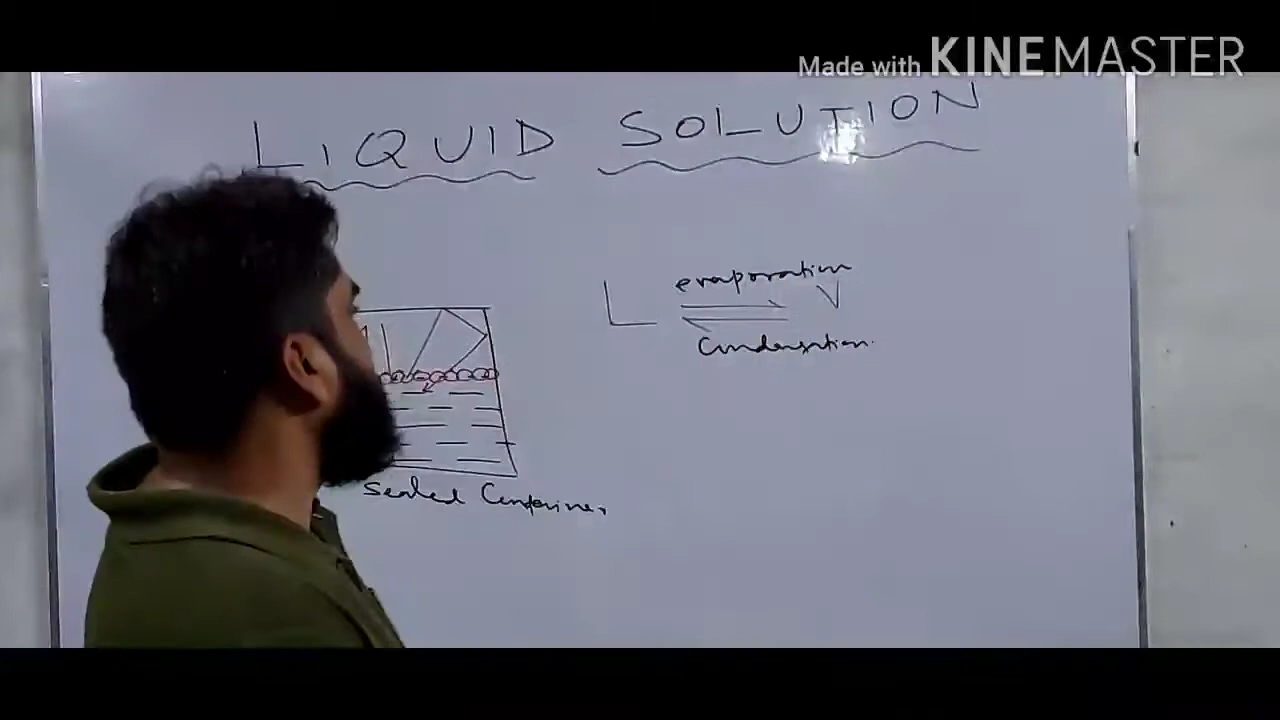 Made with KINEMASTER
LIQUID SOLUTION
evaporation
L ⇌ V
Condensation.
Sealed Container